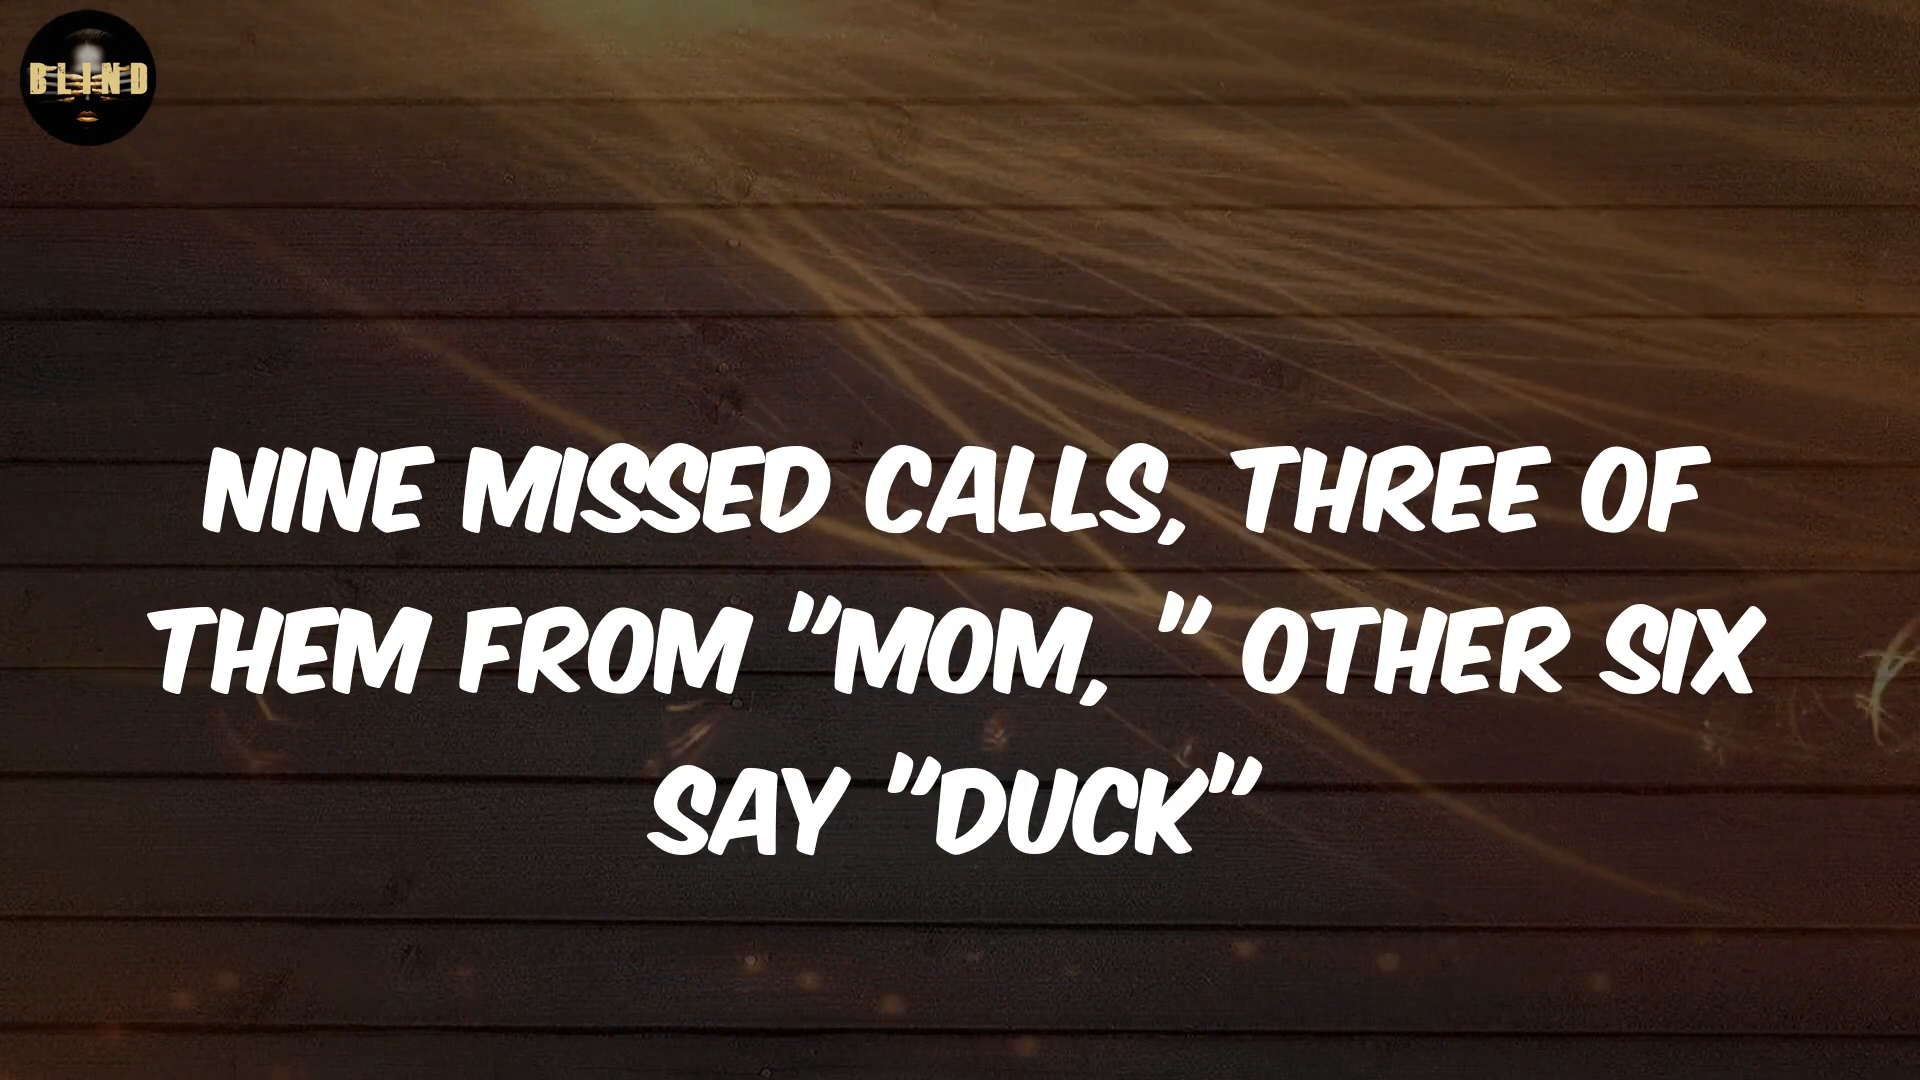 BLIND
NINE MISSED CALLS, THREE OF
THEM FROM "MOM, " OTHER SIX
SAY "DUCK"